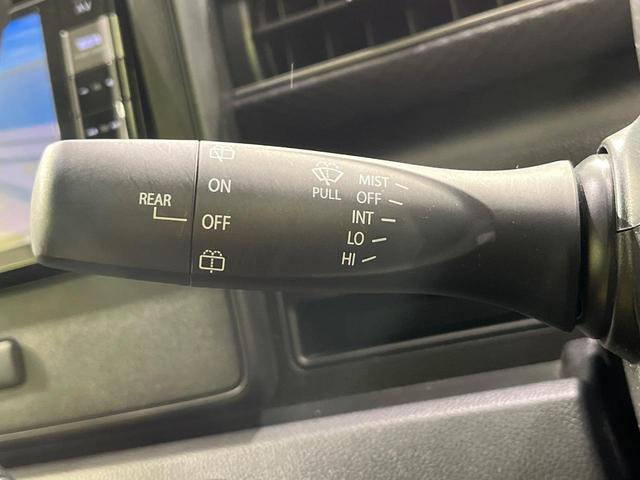 REAR
ON
OFF
PULL
MIST
OFF
INT
LO
HI